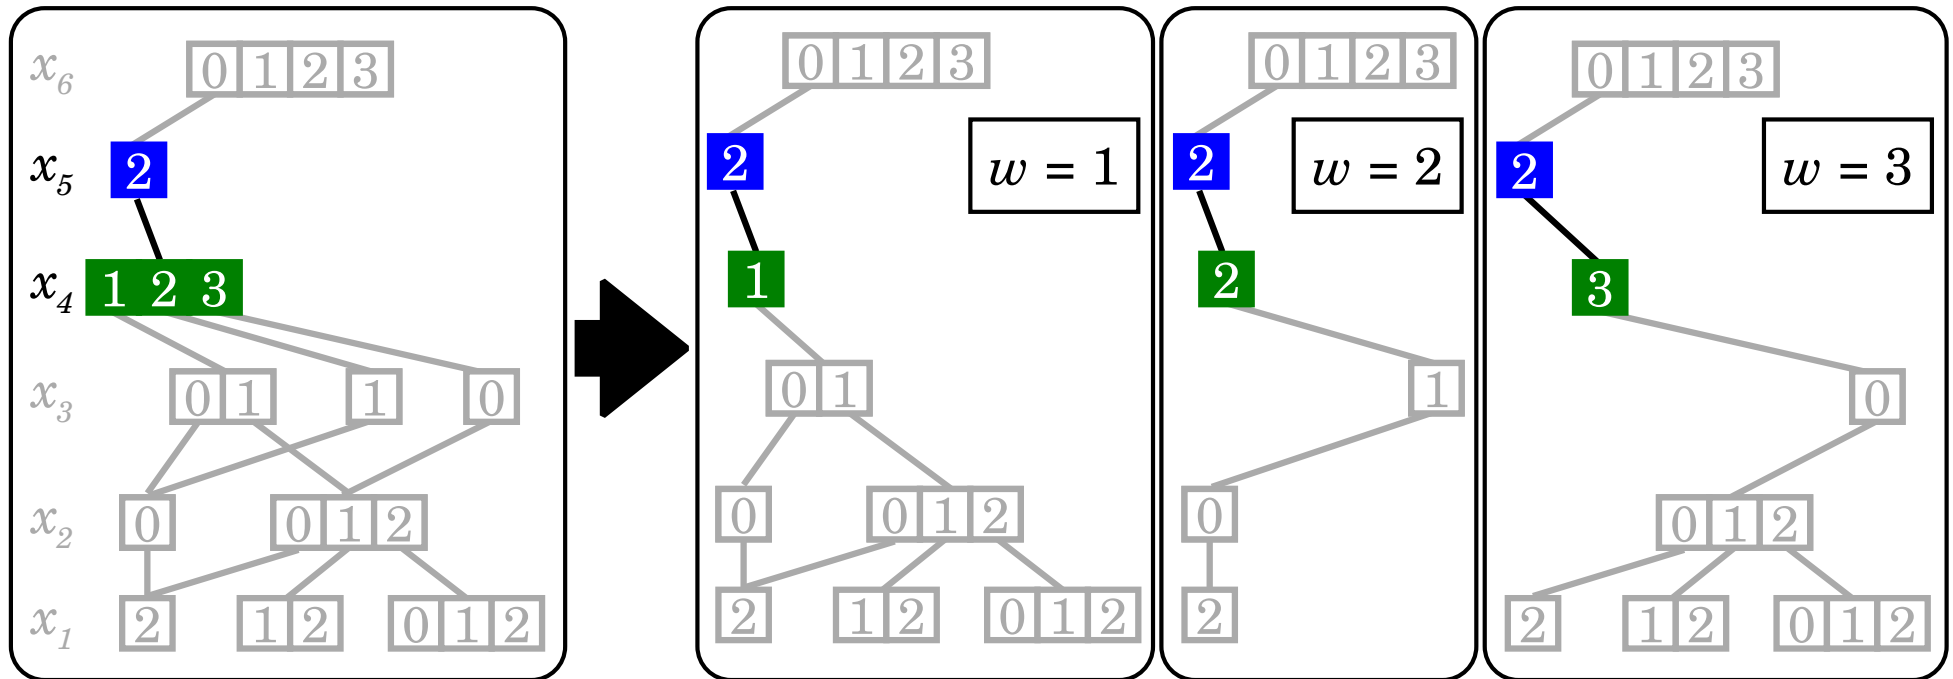 x6 0 1 2 3
x5 2
x4 1 2 3
x3 0 1 1 0
x2 0 0 1 2
x1 2 1 2 0 1 2
0 1 2 3
2 w = 1
1
0 1
0 0 1 2
2 1 2 0 1 2
0 1 2 3
2 w = 2
2
1
0
2
0 1 2 3
2 w = 3
3
0
0 1 2
2 1 2 0 1 2